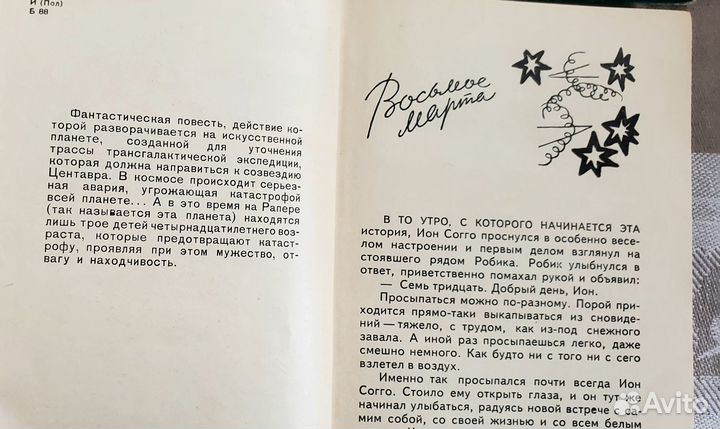 И (Пол)
Б 88
Фантастическая повесть, действие ко-
торой разворачивается на искусственной
планете, созданной для уточнения
трассы трансгалактической экспедиции,
которая должна направиться к созвездию
Центавра. В космосе происходит серьез-
ная авария, угрожающая катастрофой
всей планете... А в это время на Рапере
(так называется эта планета) находятся
лишь трое детей четырнадцатилетнего воз-
раста, которые предотвращают катаст-
рофу, проявляя при этом мужество, от-
вагу и находчивость.
Восьмое
марта
В ТО УТРО, С КОТОРОГО НАЧИНАЕТСЯ ЭТА
история, Ион Согго проснулся в особенно весе-
лом настроении и первым делом взглянул на
стоявшего рядом Робика. Робик улыбнулся в
ответ, приветственно помахал рукой и объявил:
— Семь тридцать. Добрый день, Ион.
Просыпаться можно по-разному. Порой при-
ходится прямо-таки выкапываться из сновиде-
ний — тяжело, с трудом, как из-под снежного
завала. А иной раз просыпаешься легко, даже
смешно немного. Как будто ни с того ни с сего
взлетел в воздух.
Именно так просыпался почти всегда Ион
Согго. Стоило ему открыть глаза, и он тут же
начинал улыбаться, радуясь новой встрече с са-
мим собой, со своей жизнью и со всем белым
Avito